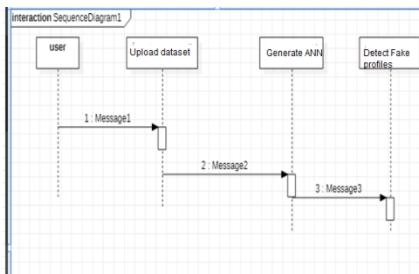 interaction SequenceDiagram1
user
Upload dataset
Generate ANN
Detect Fake
profiles
1 : Message1
2 : Message2
3 : Message3